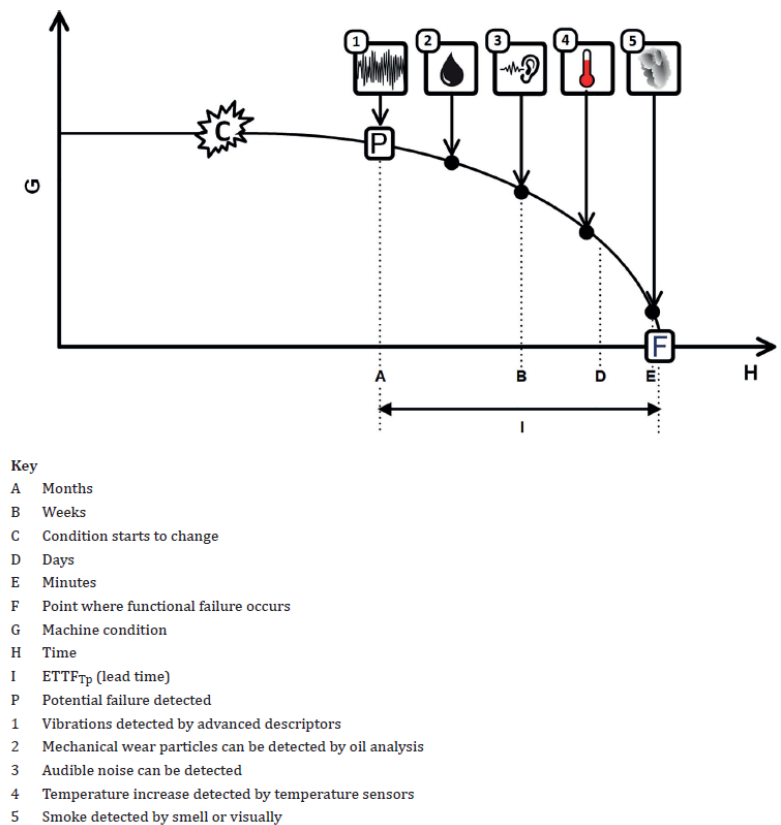 1 2 3 4 5
C
P
G
F
A B D E H
I
Key
A Months
B Weeks
C Condition starts to change
D Days
E Minutes
F Point where functional failure occurs
G Machine condition
H Time
I ETTFTp (lead time)
P Potential failure detected
1 Vibrations detected by advanced descriptors
2 Mechanical wear particles can be detected by oil analysis
3 Audible noise can be detected
4 Temperature increase detected by temperature sensors
5 Smoke detected by smell or visually